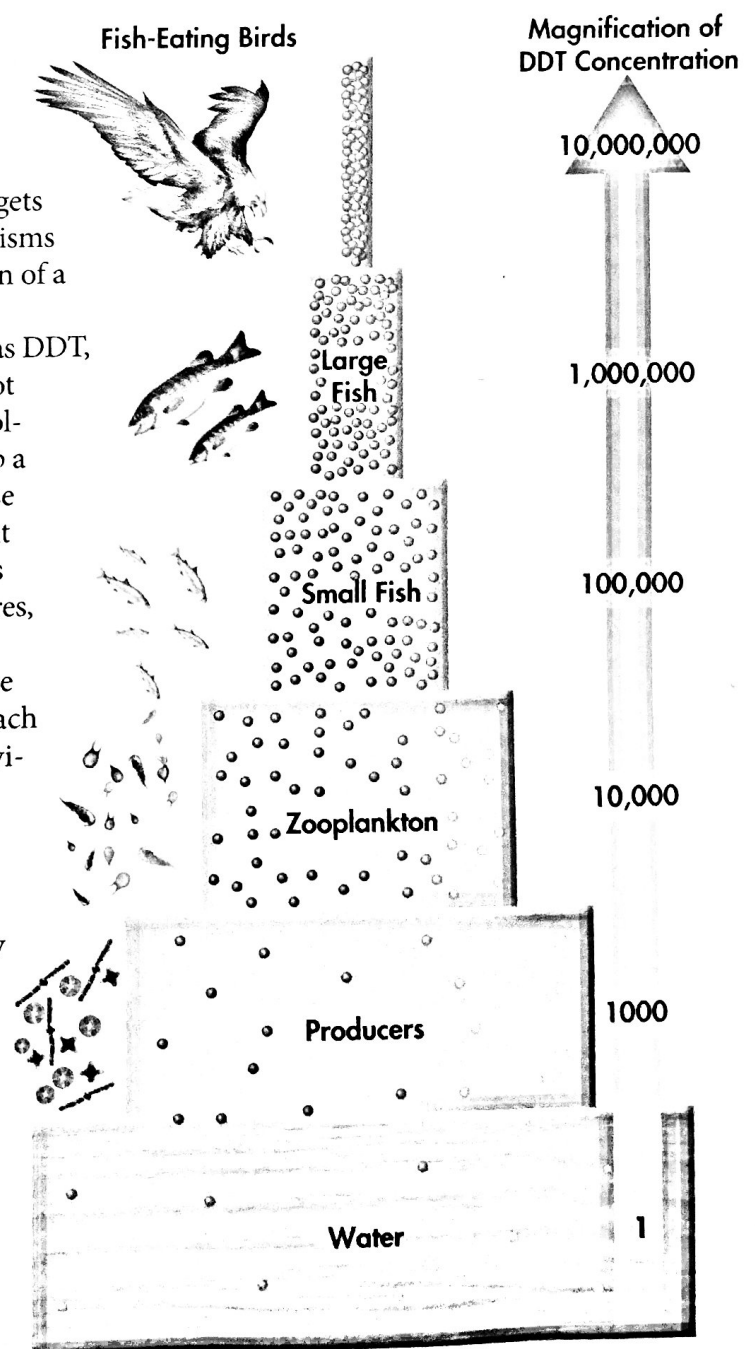 Fish-Eating Birds
Magnification of
DDT Concentration
10,000,000
gets
isms
n of a
as DDT,
ot
ol-
o a
e
t
s
res,
e
ach
vi-
y
Large
Fish
1,000,000
Small Fish
100,000
Zooplankton
10,000
Producers
1000
Water
1